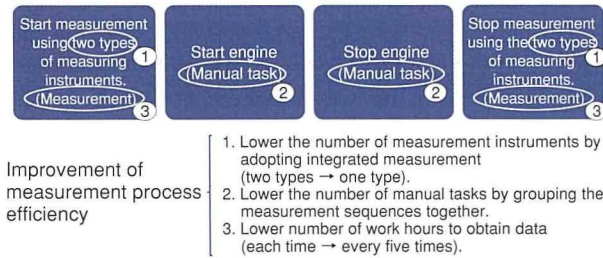 Start measurement
using two types
1
of measuring
instruments.
(Measurement)
3
Start engine
(Manual task)
2
Stop engine
(Manual task)
2
Stop measurement
using the two types
1
of measuring
instruments.
(Measurement)
3
Improvement of
measurement process
efficiency
1. Lower the number of measurement instruments by
adopting integrated measurement
(two types → one type).
2. Lower the number of manual tasks by grouping the
measurement sequences together.
3. Lower number of work hours to obtain data
(each time → every five times).